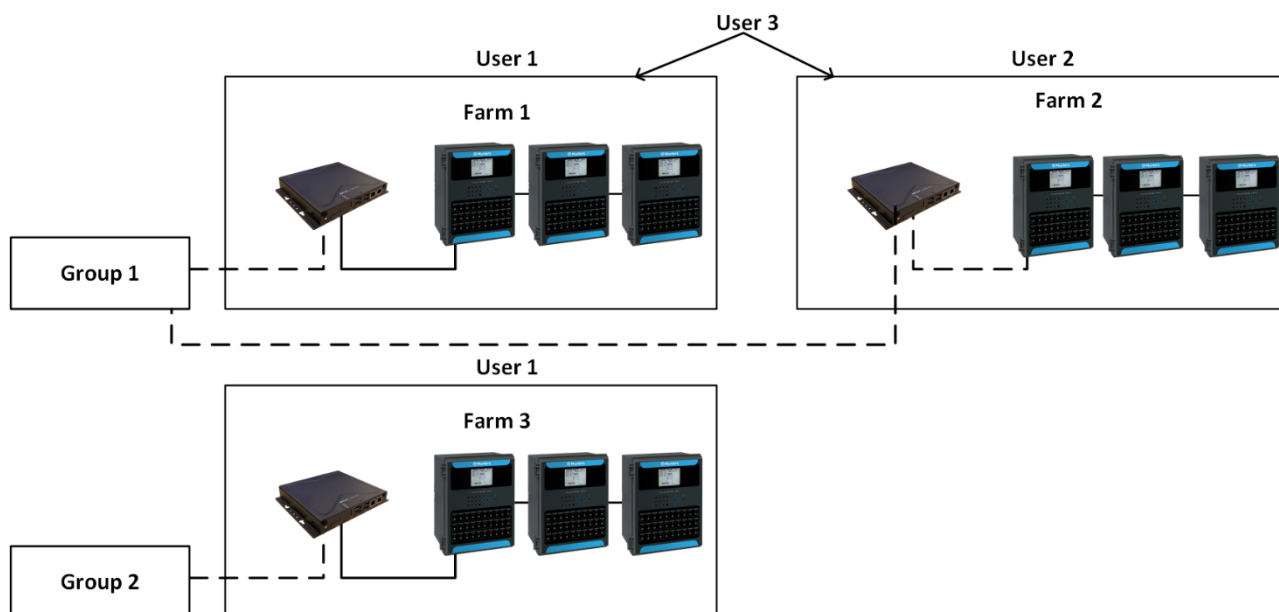 User 3
User 1
User 2
Farm 1
Farm 2
Group 1
User 1
Farm 3
Group 2